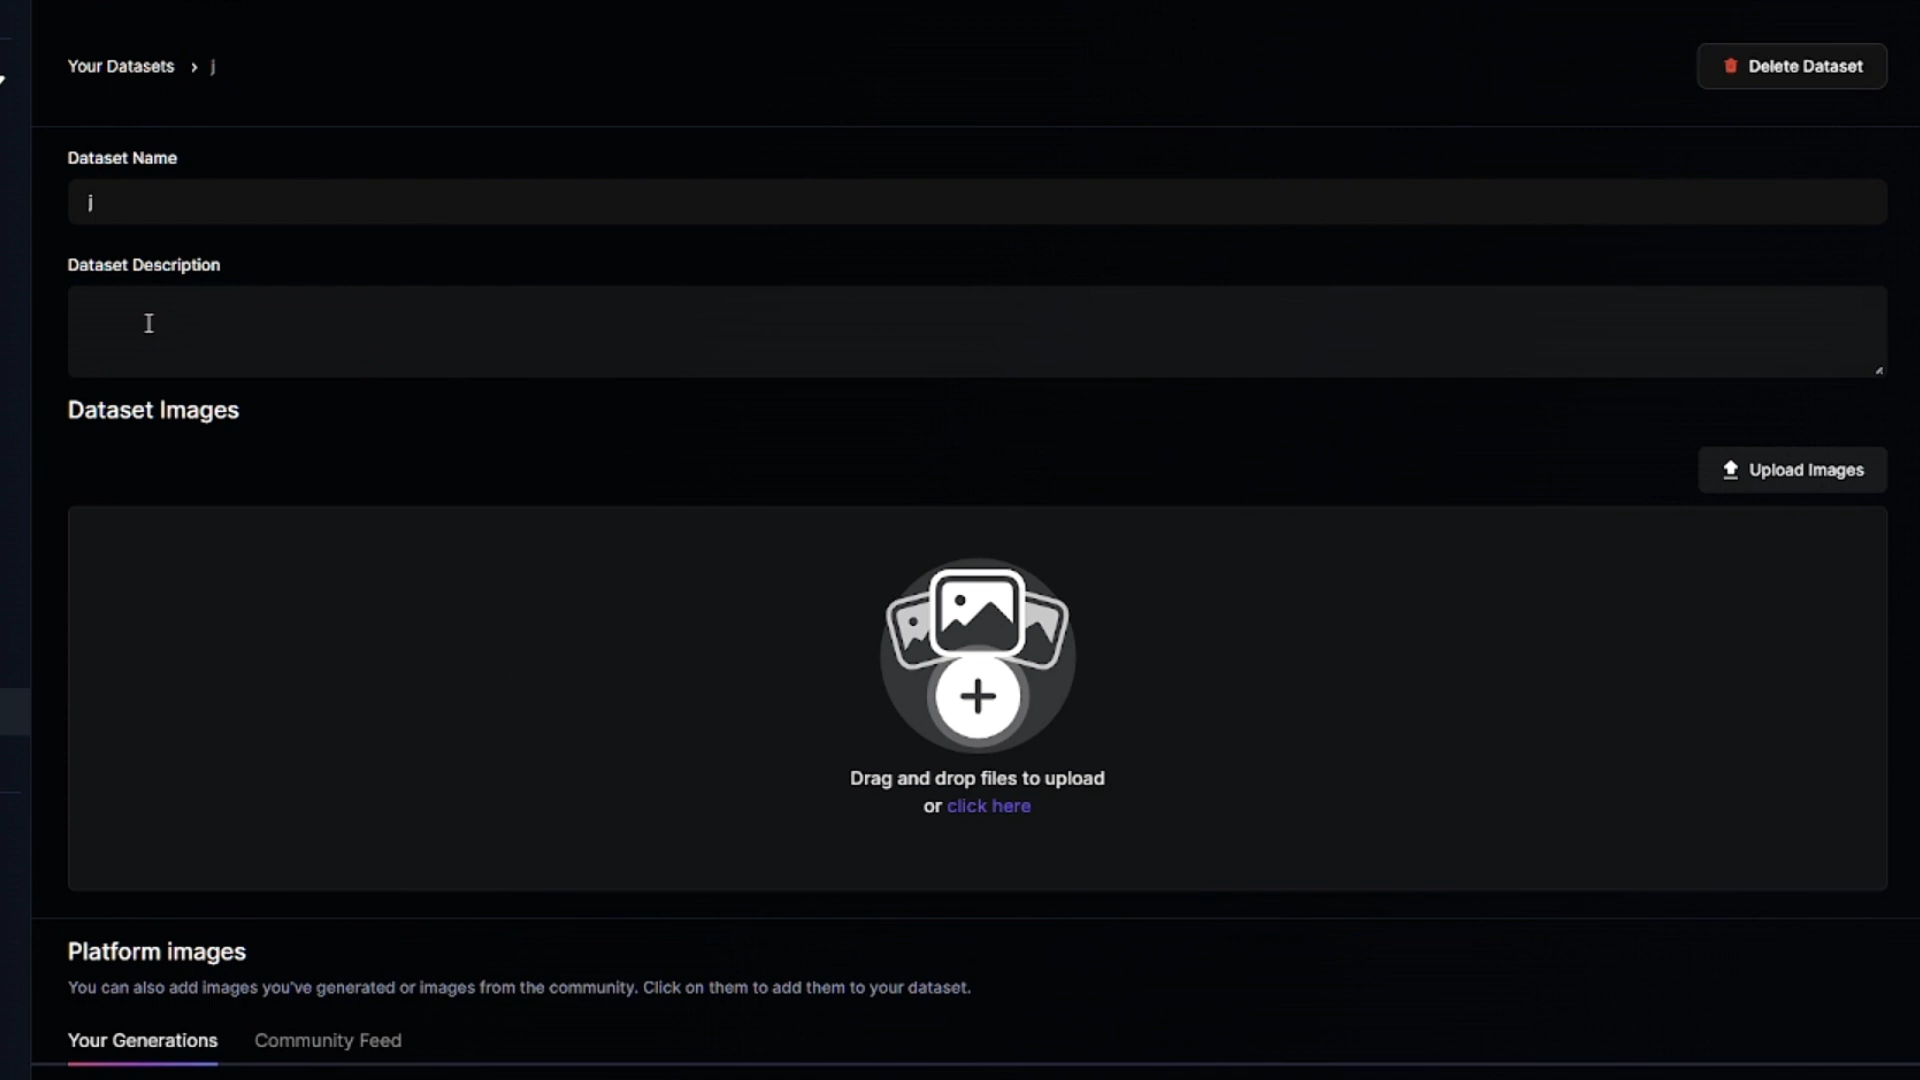 Your Datasets › j
Delete Dataset
Dataset Name
j
Dataset Description
Dataset Images
Upload Images
Drag and drop files to upload
or click here
Platform images
You can also add images you've generated or images from the community. Click on them to add them to your dataset.
Your Generations Community Feed